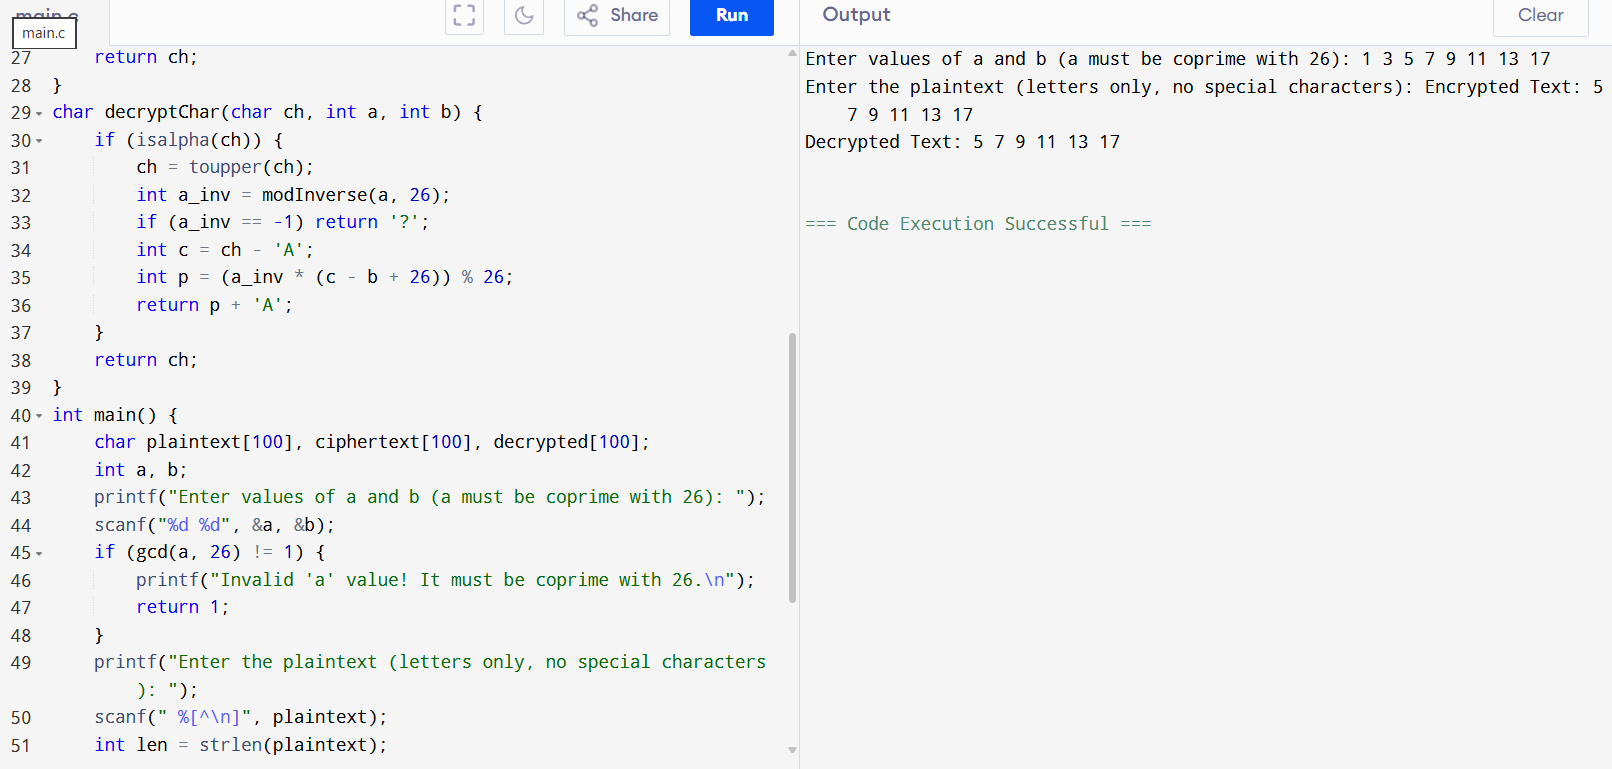 main.c
main.c
Share
Run
Output
Clear
27 return ch;
28 }
29 char decryptChar(char ch, int a, int b) {
30 if (isalpha(ch)) {
31 ch = toupper(ch);
32 int a_inv = modInverse(a, 26);
33 if (a_inv == -1) return '?';
34 int c = ch - 'A';
35 int p = (a_inv * (c - b + 26)) % 26;
36 return p + 'A';
37 }
38 return ch;
39 }
40 int main() {
41 char plaintext[100], ciphertext[100], decrypted[100];
42 int a, b;
43 printf("Enter values of a and b (a must be coprime with 26): ");
44 scanf("%d %d", &a, &b);
45 if (gcd(a, 26) != 1) {
46 printf("Invalid 'a' value! It must be coprime with 26.\n");
47 return 1;
48 }
49 printf("Enter the plaintext (letters only, no special characters
): ");
50 scanf(" %[^\n]", plaintext);
51 int len = strlen(plaintext);
Enter values of a and b (a must be coprime with 26): 1 3 5 7 9 11 13 17
Enter the plaintext (letters only, no special characters): Encrypted Text: 5
7 9 11 13 17
Decrypted Text: 5 7 9 11 13 17
=== Code Execution Successful ===